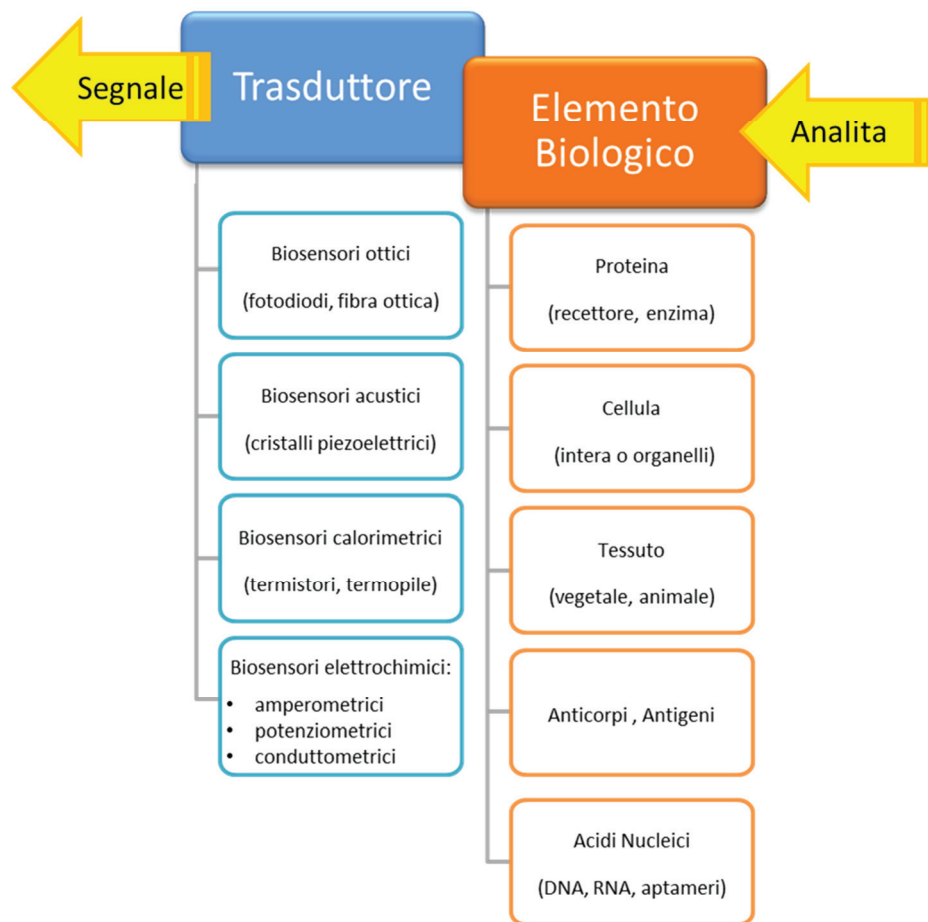 Segnale
Trasduttore
Elemento
Biologico
Analita
Biosensori ottici
(fotodiodi, fibra ottica)
Biosensori acustici
(cristalli piezoelettrici)
Biosensori calorimetrici
(termistori, termopile)
Biosensori elettrochimici:
• amperometrici
• potenziometrici
• conduttometrici
Proteina
(recettore, enzima)
Cellula
(intera o organelli)
Tessuto
(vegetale, animale)
Anticorpi , Antigeni
Acidi Nucleici
(DNA, RNA, aptameri)